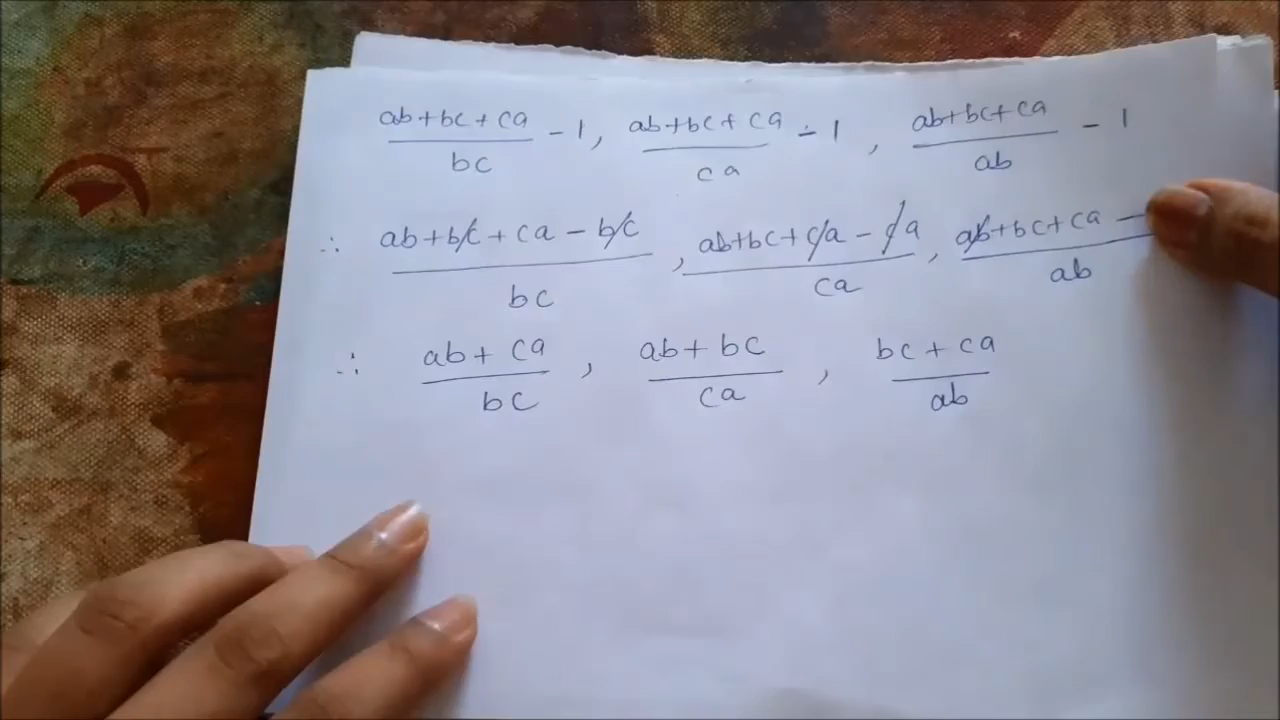 (ab+bc+ca)/bc - 1, (ab+bc+ca)/ca - 1, (ab+bc+ca)/ab - 1
∴ (ab+bc+ca-bc)/bc, (ab+bc+ca-ca)/ca, (ab+bc+ca-)/ab
∴ (ab+ca)/bc, (ab+bc)/ca, (bc+ca)/ab